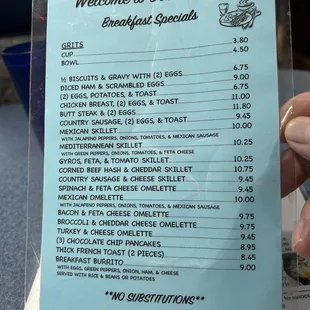 Welcome to
Breakfast Specials
GRITS
CUP 3.80
BOWL 4.50
½ BISCUITS & GRAVY WITH (2) EGGS 6.75
DICED HAM & SCRAMBLED EGGS 9.00
(2) EGGS, POTATOES, & TOAST 6.75
CHICKEN BREAST, (2) EGGS, & TOAST 11.00
BUTT STEAK & (2) EGGS 11.80
COUNTRY SAUSAGE, (2) EGGS, & TOAST 9.45
MEXICAN SKILLET 10.00
WITH JALAPENO PEPPERS, ONIONS, TOMATOES, & MEXICAN SAUSAGE
MEDITERRANEAN SKILLET 10.25
WITH GREEN PEPPERS, ONIONS, TOMATOES, & FETA CHEESE
GYROS, FETA, & TOMATO SKILLET 10.25
CORNED BEEF HASH & CHEDDAR SKILLET 10.75
COUNTRY SAUSAGE & CHEESE SKILLET 9.45
SPINACH & FETA CHEESE OMELETTE 9.45
MEXICAN OMELETTE 10.00
WITH JALAPENO PEPPERS, ONIONS, TOMATOES, & MEXICAN SAUSAGE
BACON & FETA CHEESE OMELETTE 9.75
BROCCOLI & CHEDDAR CHEESE OMELETTE 9.75
TURKEY & CHEESE OMELETTE 9.45
(3) CHOCOLATE CHIP PANCAKES 8.95
THICK FRENCH TOAST (2 PIECES) 8.45
BREAKFAST BURRITO 9.00
WITH EGGS, GREEN PEPPERS, ONION, HAM, & CHEESE
SERVED WITH RICE & BEANS OR POTATOES
**NO SUBSTITUTIONS**